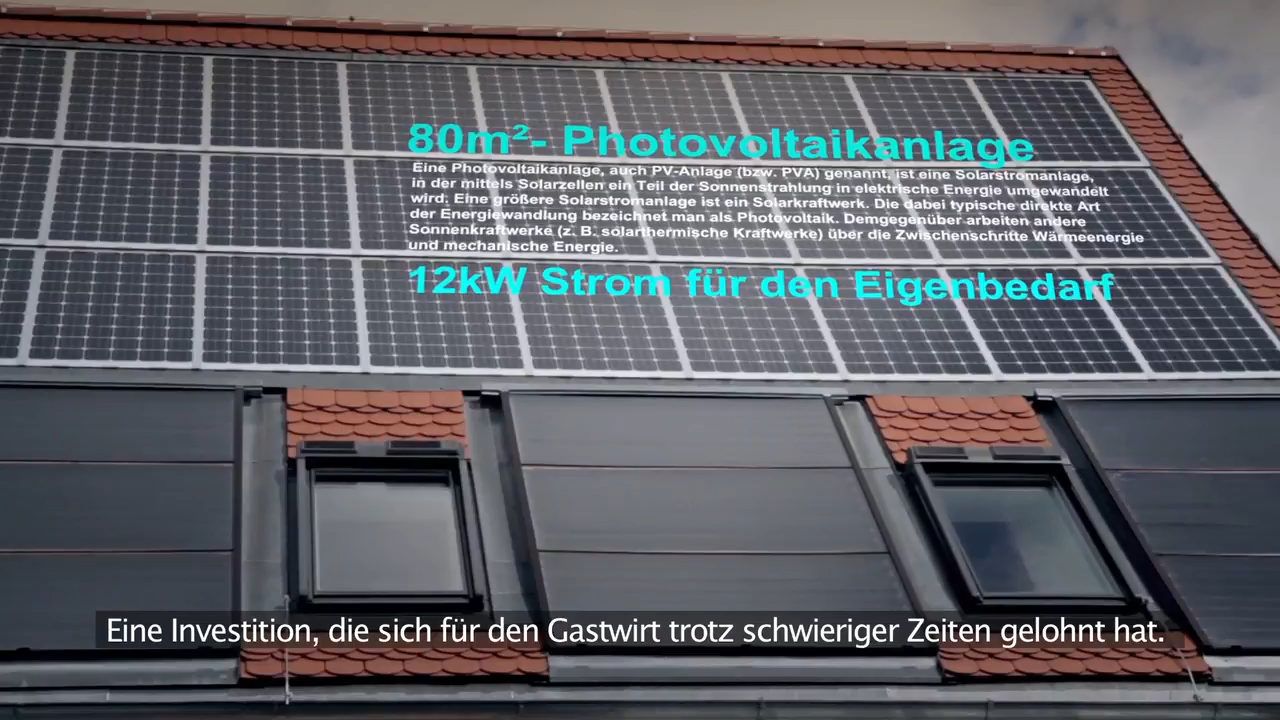 80m²- Photovoltaikanlage
Eine Photovoltaikanlage, auch PV-Anlage (bzw. PVA) genannt, ist eine Solarstromanlage,
in der mittels Solarzellen ein Teil der Sonnenstrahlung in elektrische Energie umgewandelt
wird. Eine größere Solarstromanlage ist ein Solarkraftwerk. Die dabei typische direkte Art
der Energiewandlung bezeichnet man als Photovoltaik. Demgegenüber arbeiten andere
Sonnenkraftwerke (z. B. solarthermische Kraftwerke) über die Zwischenschritte Wärmeenergie
und mechanische Energie.
12kW Strom für den Eigenbedarf
Eine Investition, die sich für den Gastwirt trotz schwieriger Zeiten gelohnt hat.